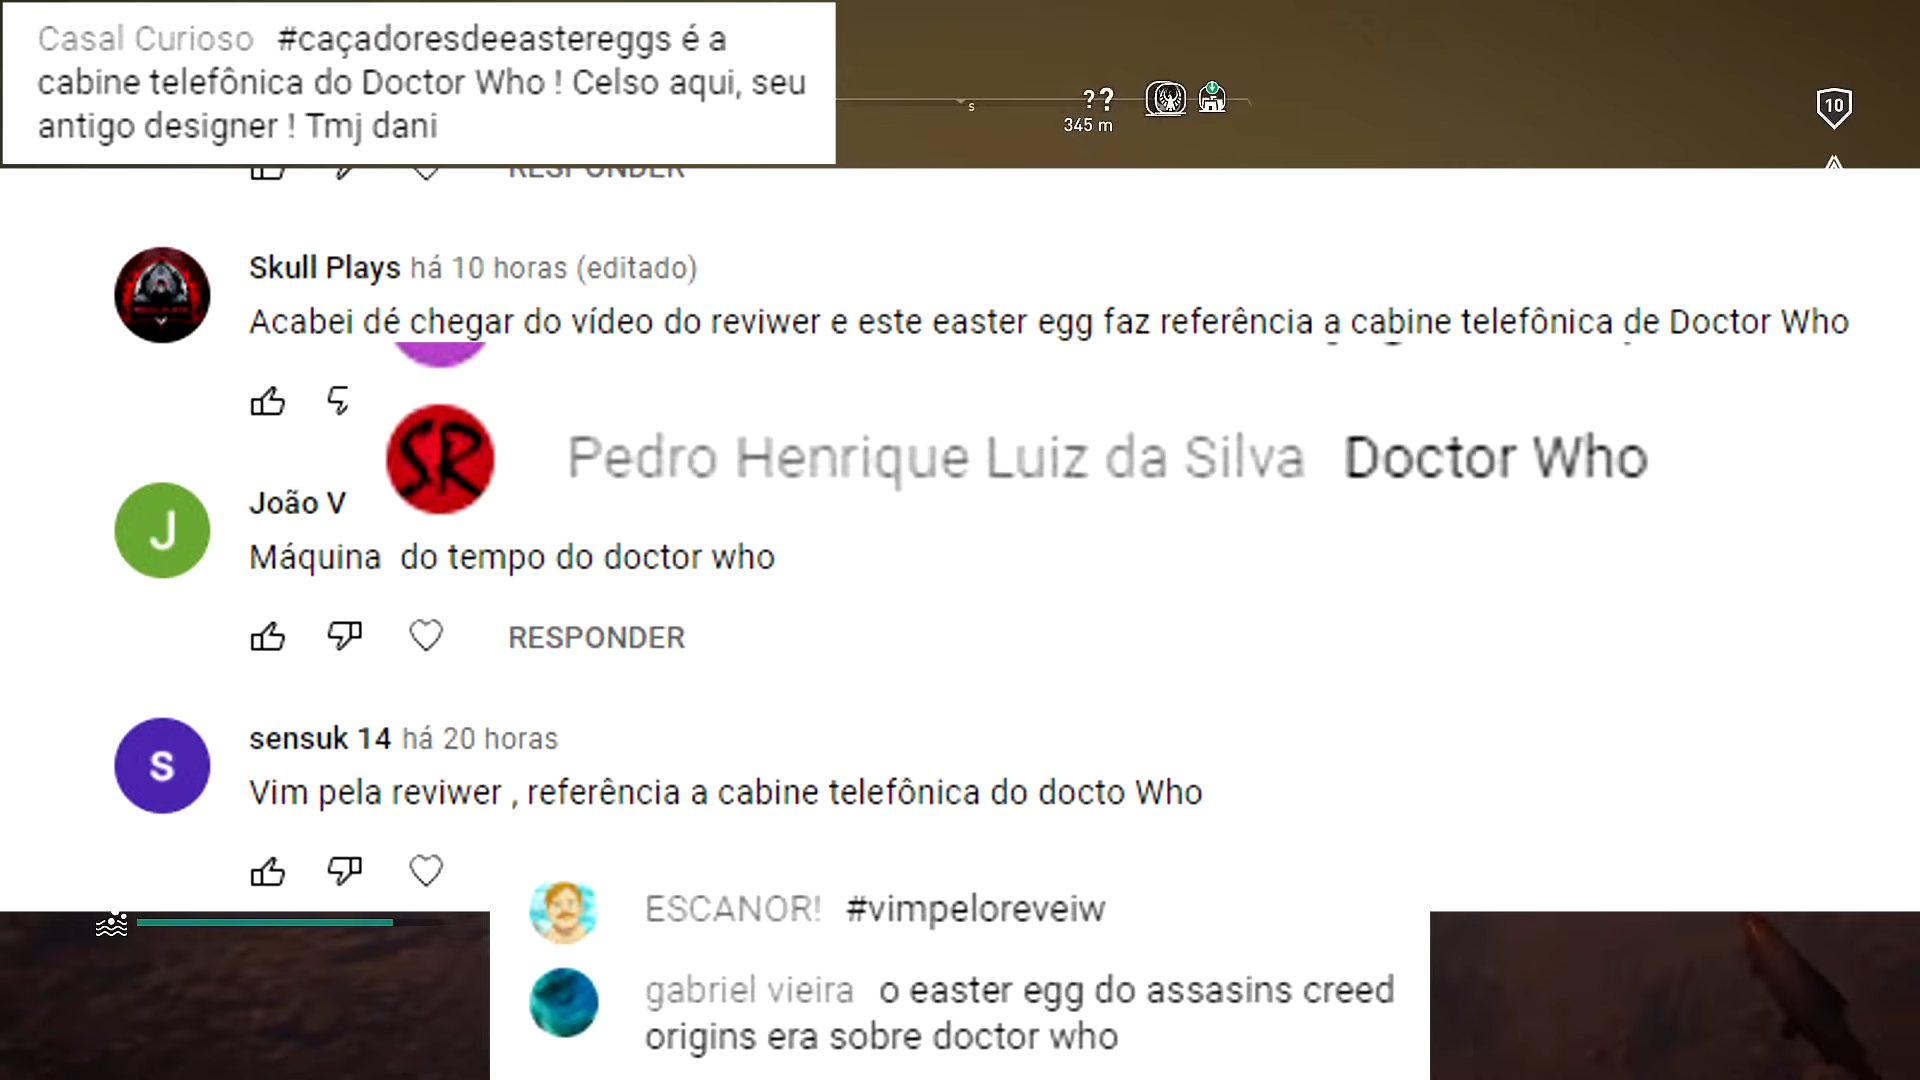 Casal Curioso #caçadoresdeeastereggs é a
cabine telefônica do Doctor Who ! Celso aqui, seu
antigo designer ! Tmj dani
S
??
345 m
10
RESPONDER
Skull Plays há 10 horas (editado)
Acabei dé chegar do vídeo do reviwer e este easter egg faz referência a cabine telefônica de Doctor Who
SR
Pedro Henrique Luiz da Silva Doctor Who
J
João V
Máquina do tempo do doctor who
RESPONDER
S
sensuk 14 há 20 horas
Vim pela reviwer , referência a cabine telefônica do docto Who
ESCANOR! #vimpeloreveiw
gabriel vieira o easter egg do assasins creed
origins era sobre doctor who